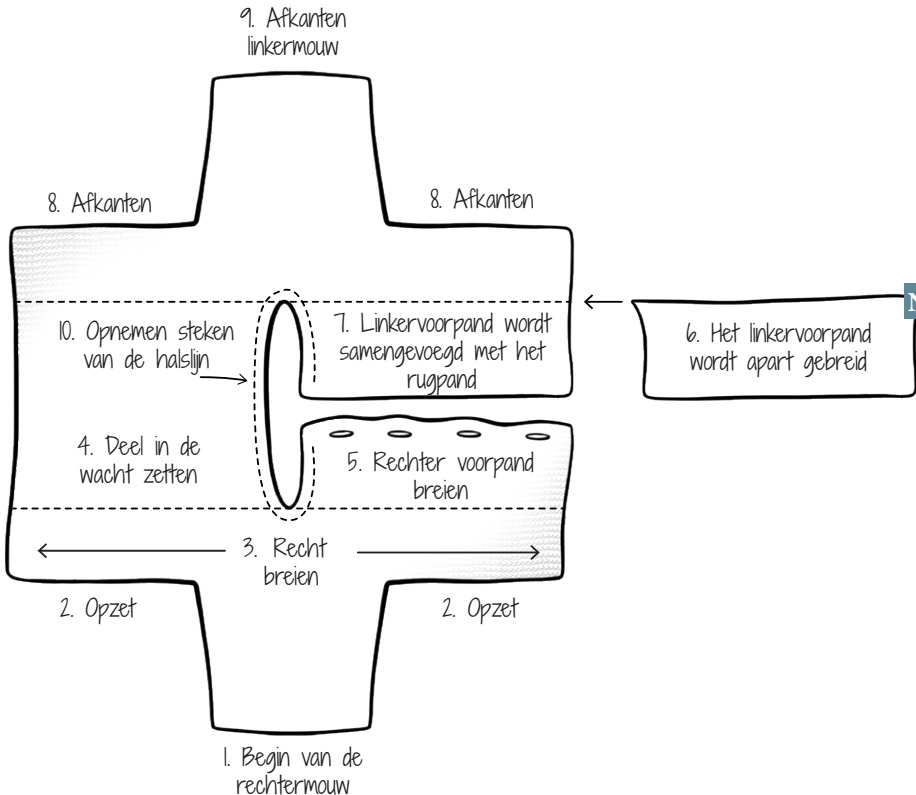 9. Afkanten
linkermouw
8. Afkanten
8. Afkanten
10. Opnemen steken
van de halslijn
7. Linkervoorpand wordt
samengevoegd met het
rugpand
6. Het linkervoorpand
wordt apart gebreid
4. Deel in de
wacht zetten
5. Rechter voorpand
breien
3. Recht
breien
2. Opzet
2. Opzet
1. Begin van de
rechtermouw